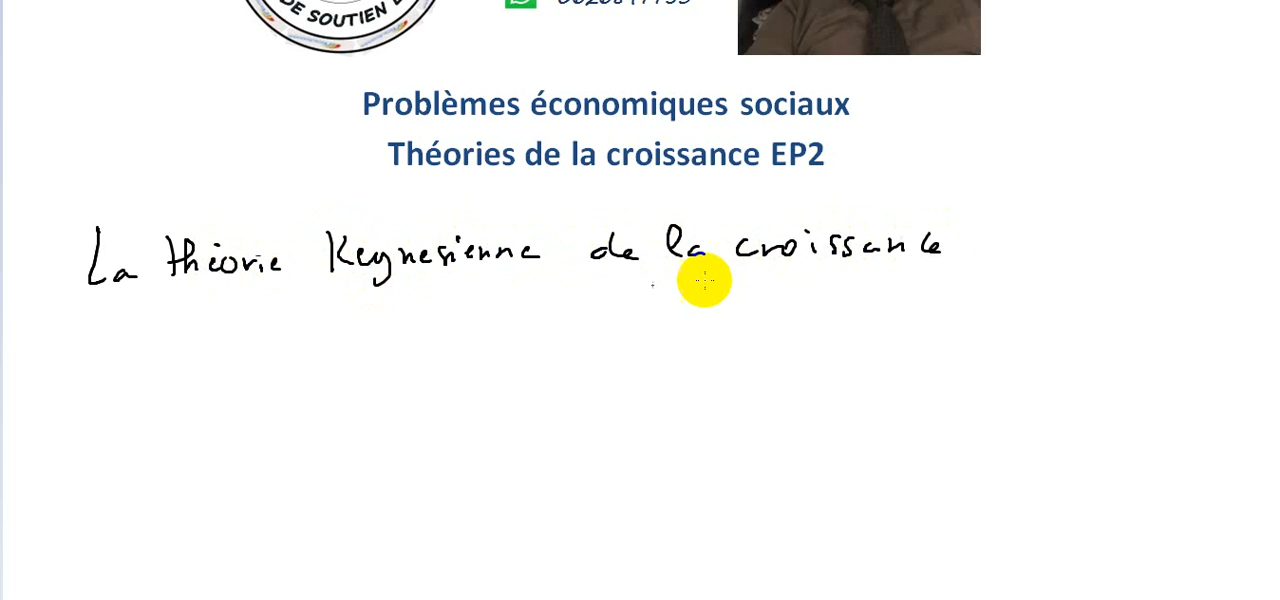 DE SOUTIEN
Problèmes économiques sociaux
Théories de la croissance EP2
La théorie Keynesienne de la croissance